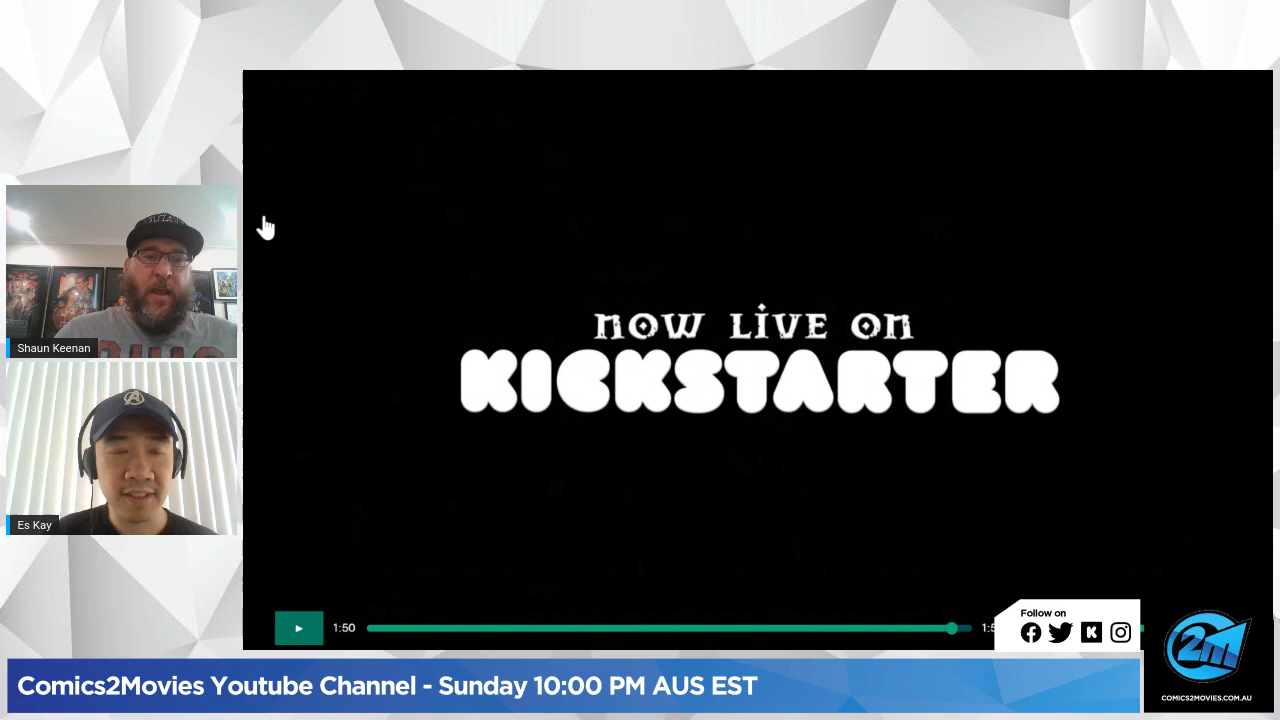 NOW LIVE ON
KICKSTARTER
Shaun Keenan
Es Kay
1:50
Follow on
2M
COMICS2MOVIES.COM.AU
Comics2Movies Youtube Channel - Sunday 10:00 PM AUS EST